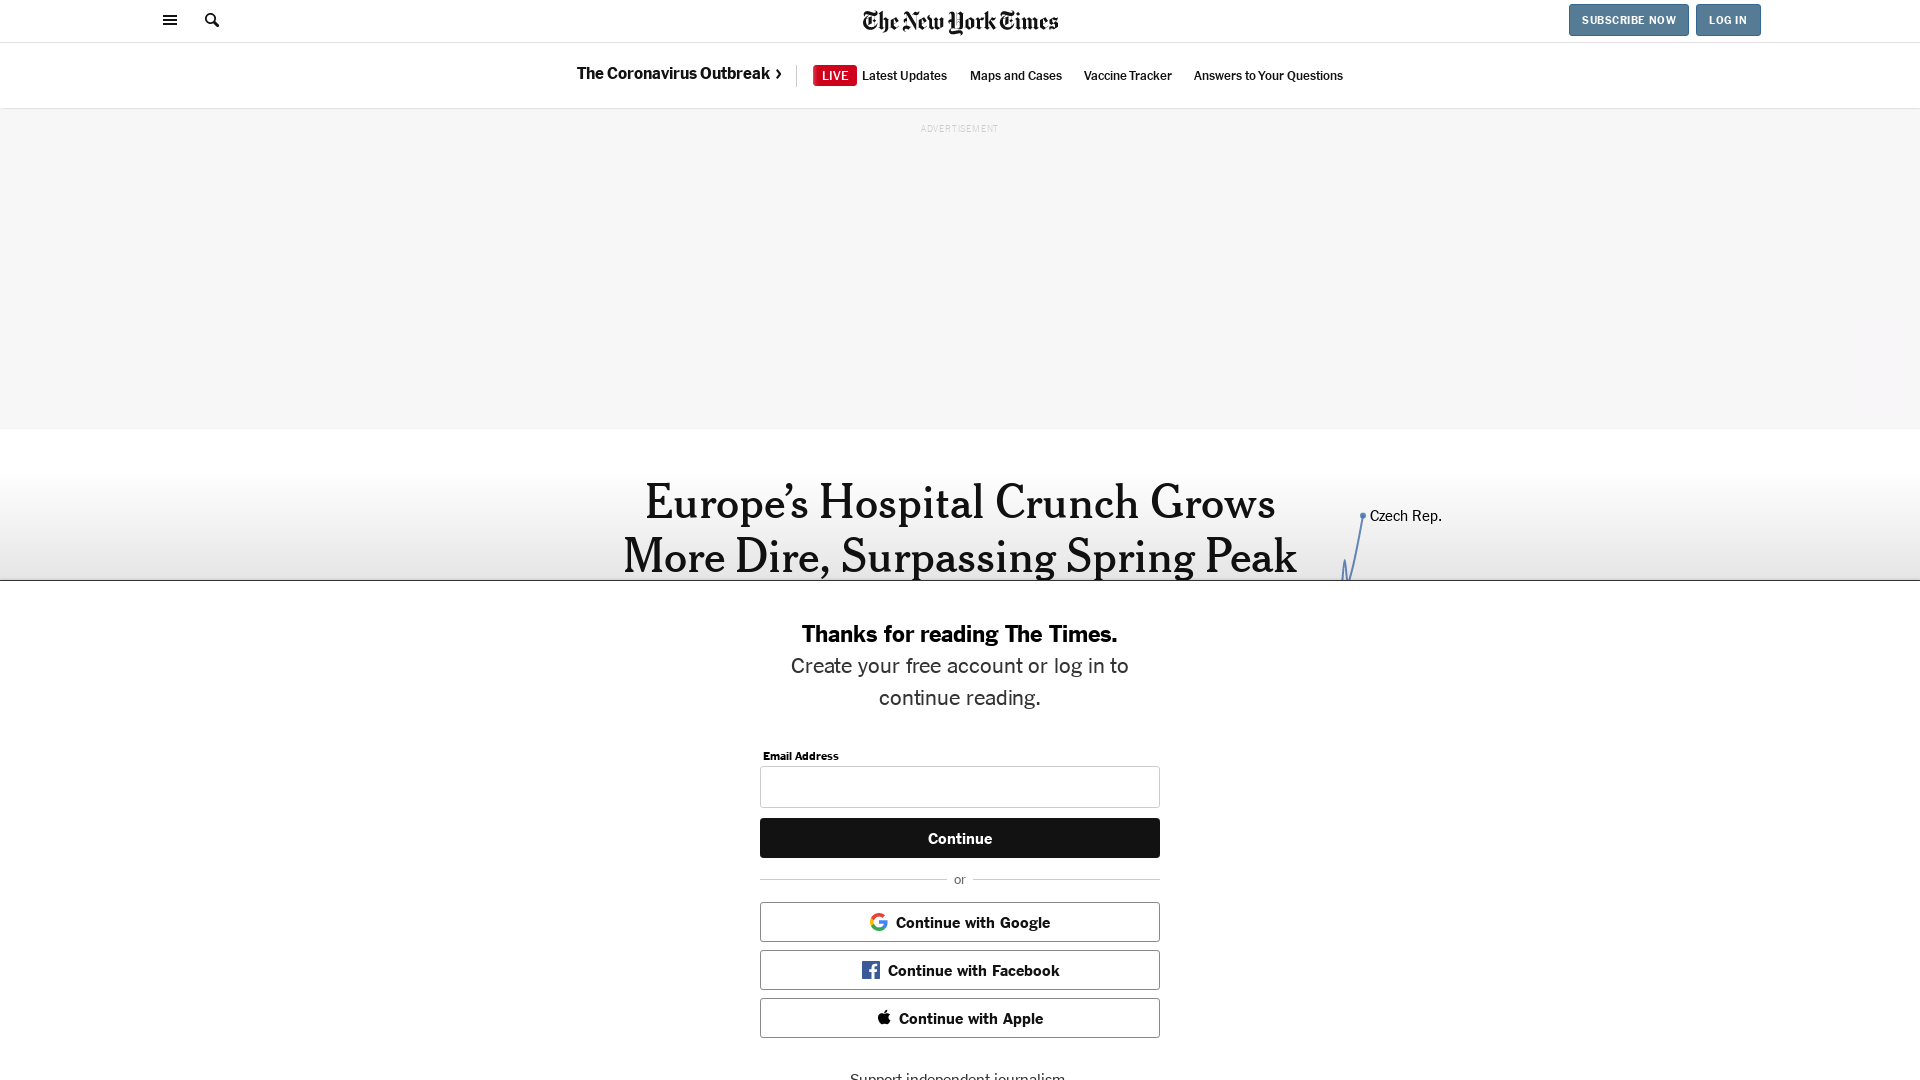 The New York Times
SUBSCRIBE NOW
LOG IN
The Coronavirus Outbreak ›
LIVE Latest Updates
Maps and Cases
Vaccine Tracker
Answers to Your Questions
ADVERTISEMENT
Europe’s Hospital Crunch Grows
More Dire, Surpassing Spring Peak
Czech Rep.
Thanks for reading The Times.
Create your free account or log in to
continue reading.
Email Address
Continue
or
Continue with Google
Continue with Facebook
Continue with Apple
Support independent journalism